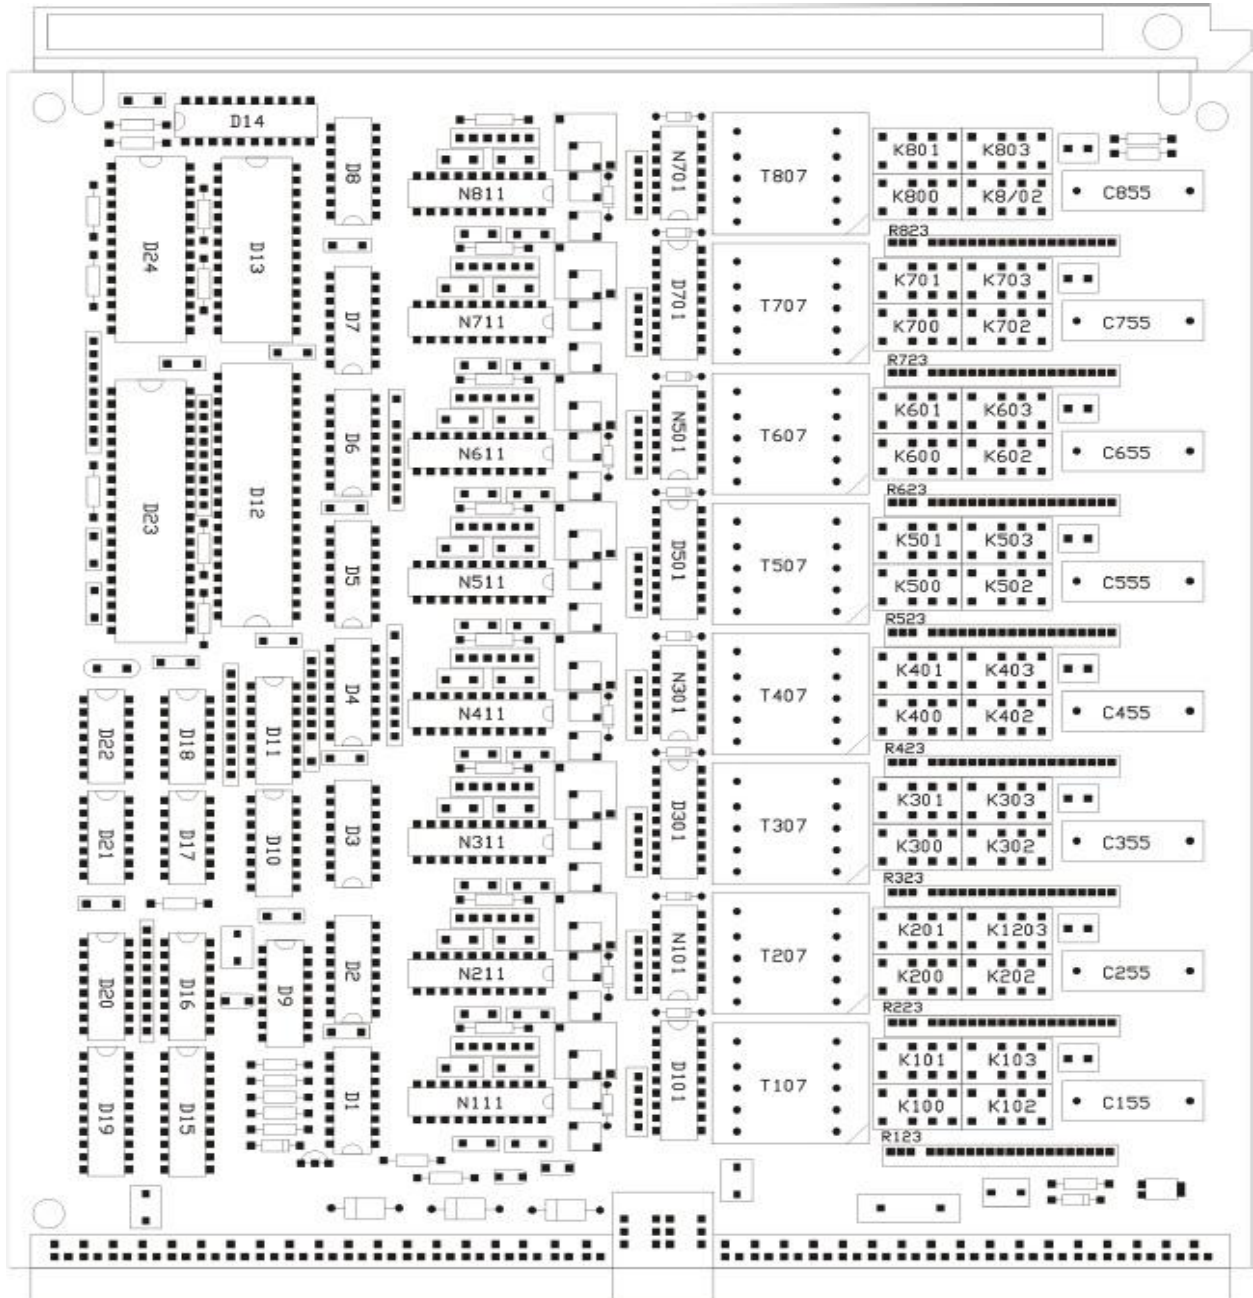 D14
D8
N811
N701
T807
K801 K803
K800 K8/02
C855
R823
D24
D13
D7
N711
D701
T707
K701 K703
K700 K702
C755
R723
D23
D12
D6
N611
N501
T607
K601 K603
K600 K602
C655
R623
D5
N511
D501
T507
K501 K503
K500 K502
C555
R523
D22
D18
D11
D4
N411
N301
T407
K401 K403
K400 K402
C455
R423
D21
D17
D10
D3
N311
D301
T307
K301 K303
K300 K302
C355
R323
D20
D16
D9
D2
N211
N101
T207
K201 K1203
K200 K202
C255
R223
D19
D15
D1
N111
D101
T107
K101 K103
K100 K102
C155
R123